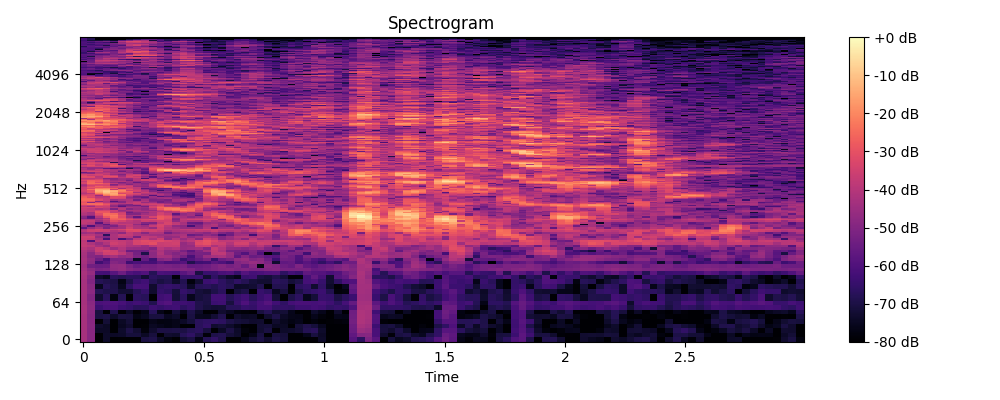 Spectrogram
Hz
4096
2048
1024
512
256
128
64
0
0
0.5
1
1.5
2
2.5
Time
+0 dB
-10 dB
-20 dB
-30 dB
-40 dB
-50 dB
-60 dB
-70 dB
-80 dB